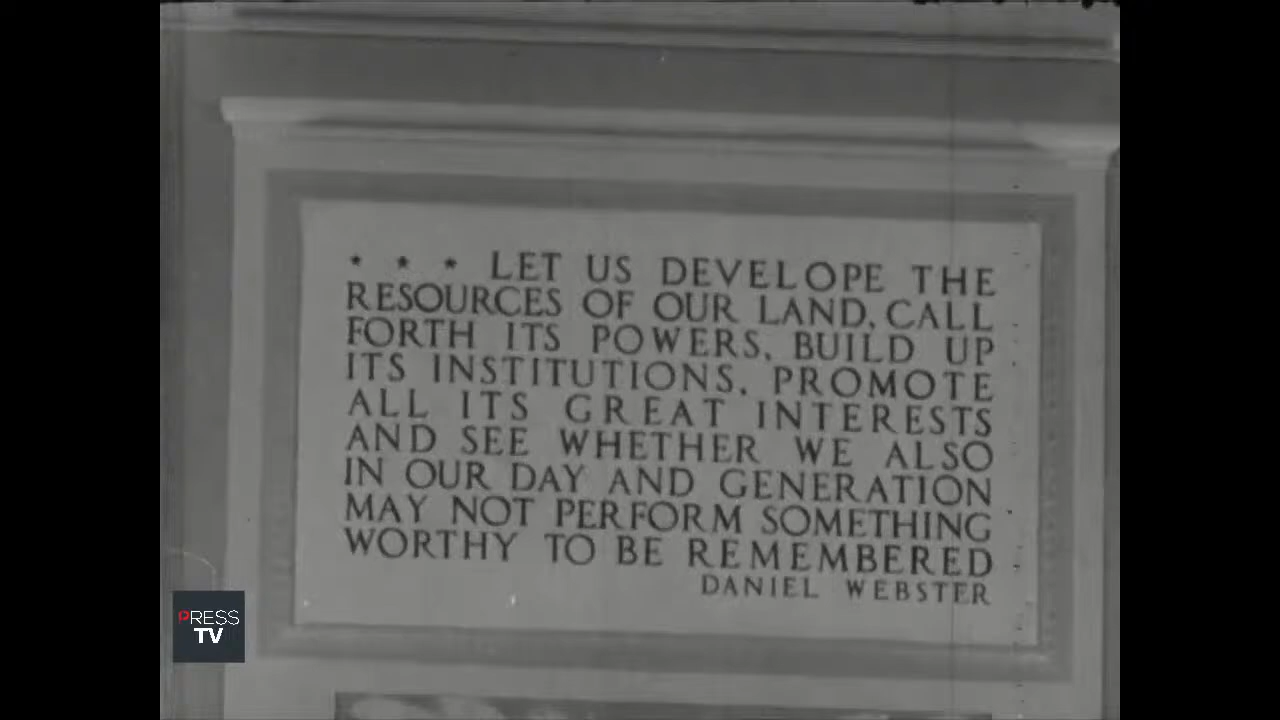 * * * LET US DEVELOPE THE
RESOURCES OF OUR LAND, CALL
FORTH ITS POWERS, BUILD UP
ITS INSTITUTIONS, PROMOTE
ALL ITS GREAT INTERESTS
AND SEE WHETHER WE ALSO
IN OUR DAY AND GENERATION
MAY NOT PERFORM SOMETHING
WORTHY TO BE REMEMBERED
DANIEL WEBSTER
PRESS
TV